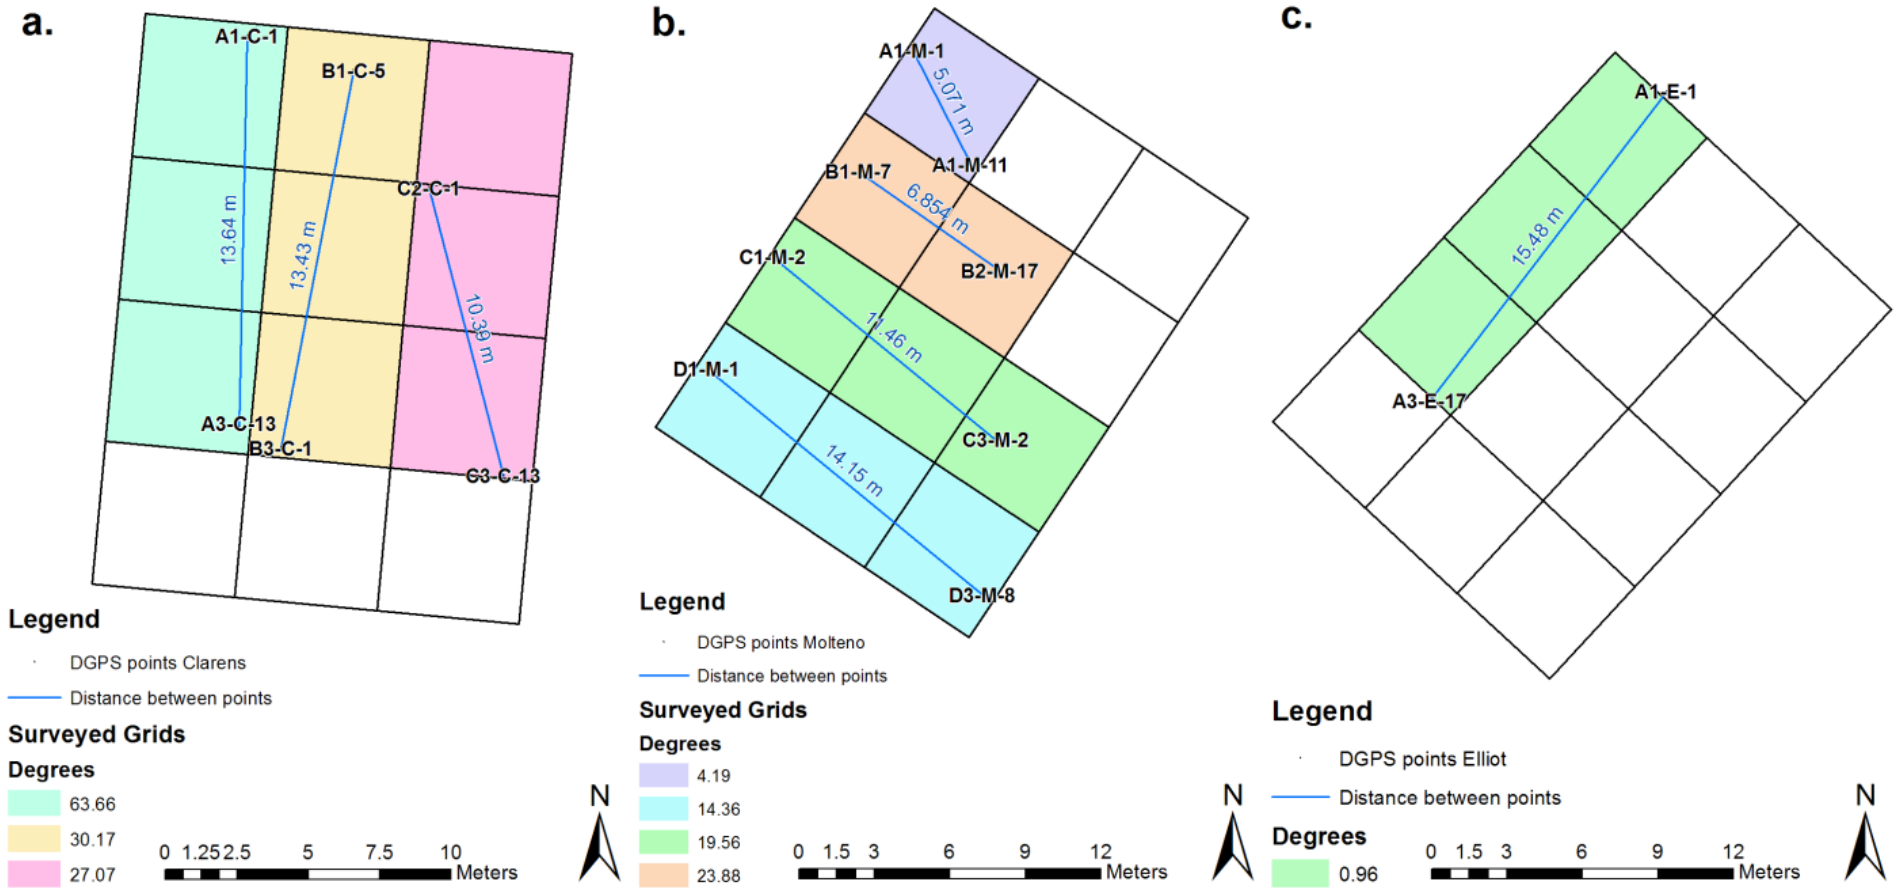 a.
A1-C-1
B1-C-5
C2-C-1
13.64 m
13.43 m
10.39 m
A3-C-13
B3-C-1
C3-C-13
Legend
DGPS points Clarens
Distance between points
Surveyed Grids
Degrees
63.66
30.17
27.07
0 1.25 2.5 5 7.5 10
Meters
N
b.
A1-M-1
5.071 m
A1-M-11
B1-M-7
6.854 m
B2-M-17
C1-M-2
11.46 m
C3-M-2
D1-M-1
14.15 m
D3-M-8
Legend
DGPS points Molteno
Distance between points
Surveyed Grids
Degrees
4.19
14.36
19.56
23.88
0 1.5 3 6 9 12
Meters
N
c.
A1-E-1
15.48 m
A3-E-17
Legend
DGPS points Elliot
Distance between points
Degrees
0.96
0 1.5 3 6 9 12
Meters
N